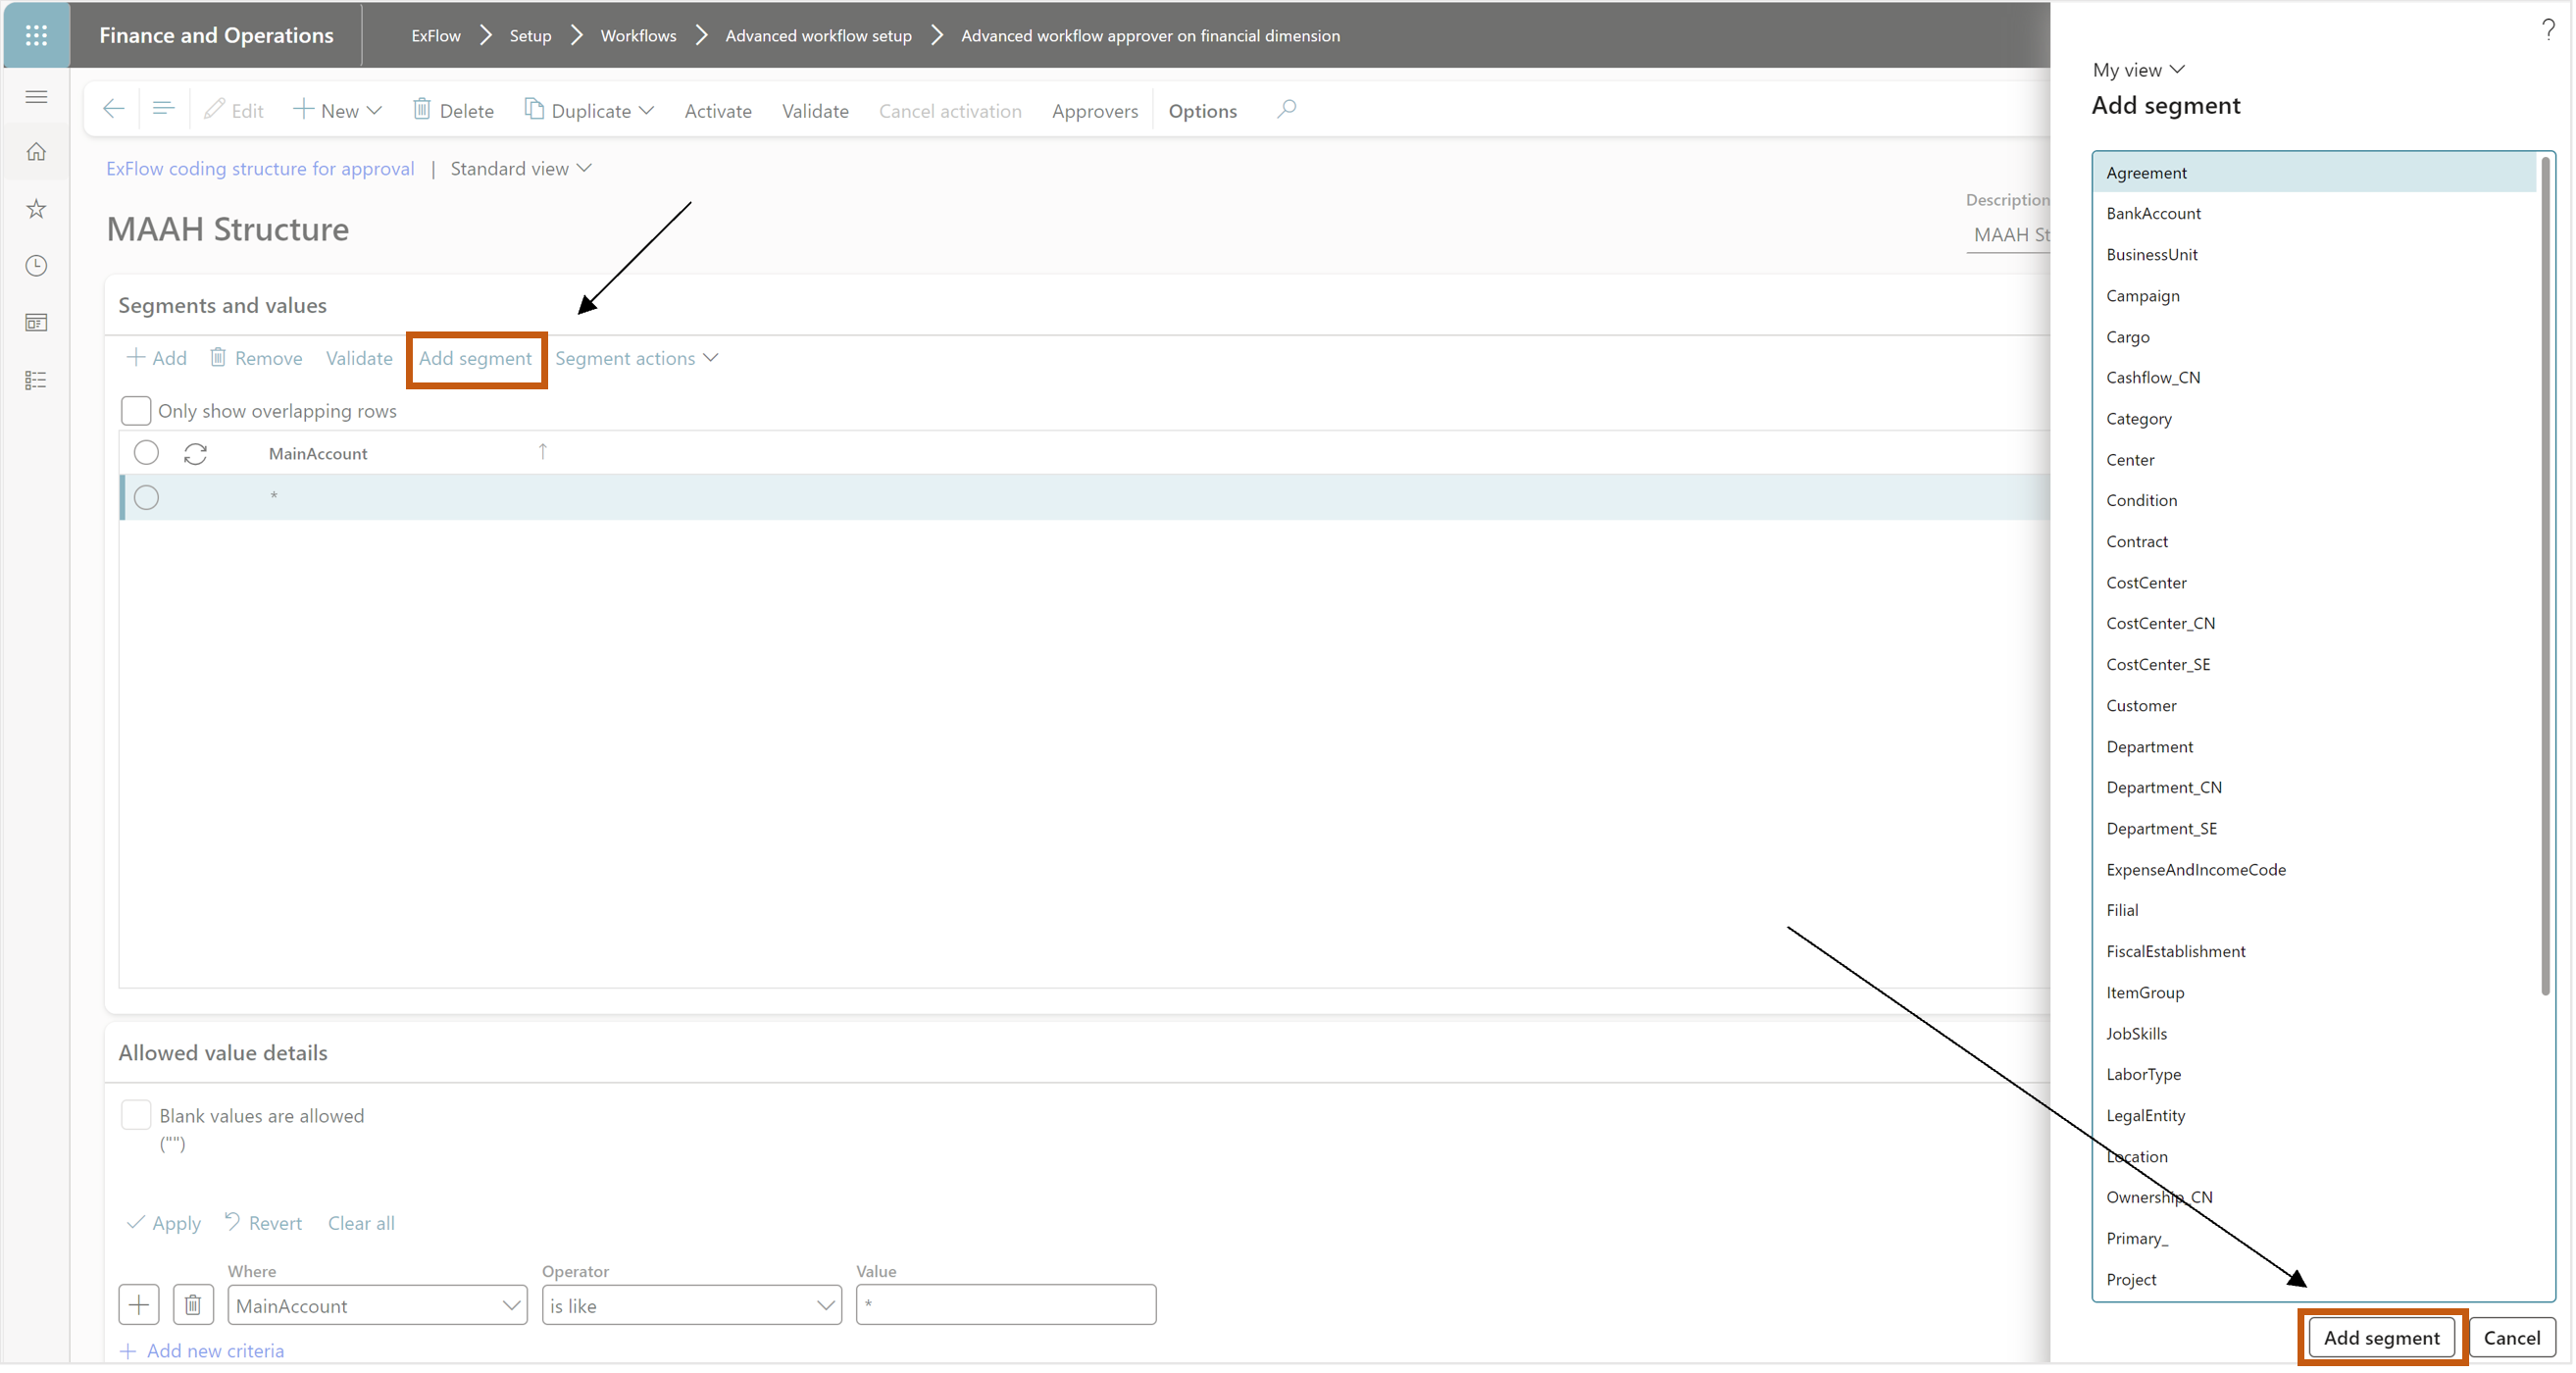 Finance and Operations
ExFlow > Setup > Workflows > Advanced workflow setup > Advanced workflow approver on financial dimension
?
Edit New Delete Duplicate Activate Validate Cancel activation Approvers Options
ExFlow coding structure for approval | Standard view
MAAH Structure
Description
MAAH St
Segments and values
Add Remove Validate Add segment Segment actions
Only show overlapping rows
MainAccount ↑
*
Allowed value details
Blank values are allowed
("")
Apply Revert Clear all
Where Operator Value
MainAccount is like *
+ Add new criteria
My view
Add segment
Agreement
BankAccount
BusinessUnit
Campaign
Cargo
Cashflow_CN
Category
Center
Condition
Contract
CostCenter
CostCenter_CN
CostCenter_SE
Customer
Department
Department_CN
Department_SE
ExpenseAndIncomeCode
Filial
FiscalEstablishment
ItemGroup
JobSkills
LaborType
LegalEntity
Location
Ownership_CN
Primary_
Project
Add segment Cancel